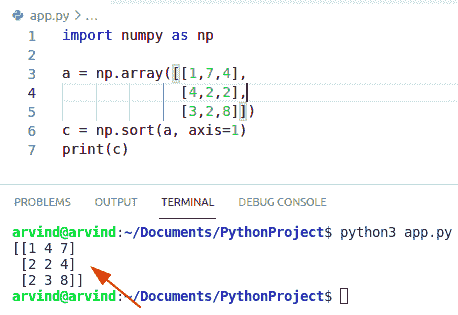 app.py > ...
1 import numpy as np
2
3 a = np.array([[1,7,4],
4 [4,2,2],
5 [3,2,8]])
6 c = np.sort(a, axis=1)
7 print(c)
PROBLEMS OUTPUT TERMINAL DEBUG CONSOLE
arvind@arvind:~/Documents/PythonProject$ python3 app.py
[[1 4 7]
[2 2 4]
[2 3 8]]
arvind@arvind:~/Documents/PythonProject$